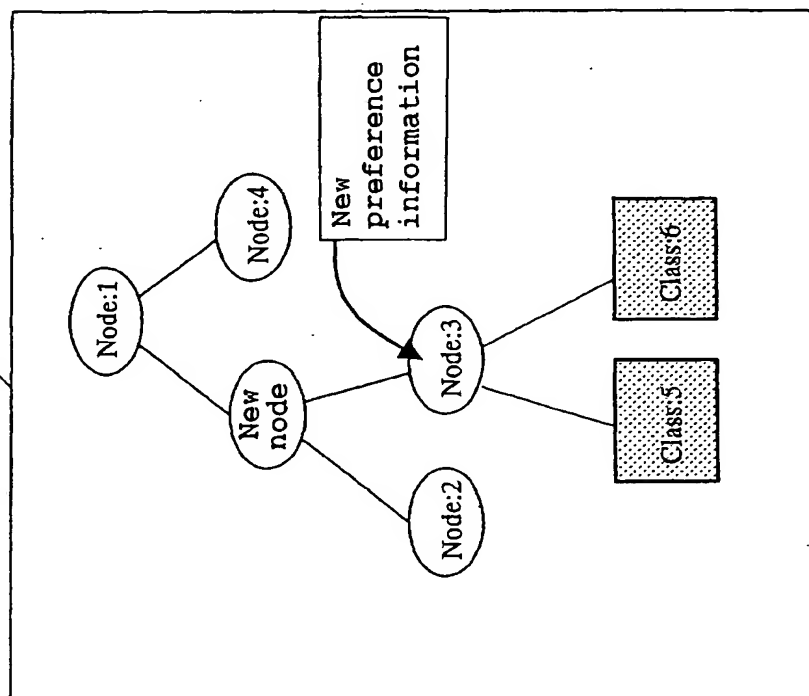 Node:1
Node:4
New
node
New
preference
information
Node:2
Node:3
Class:5
Class:6